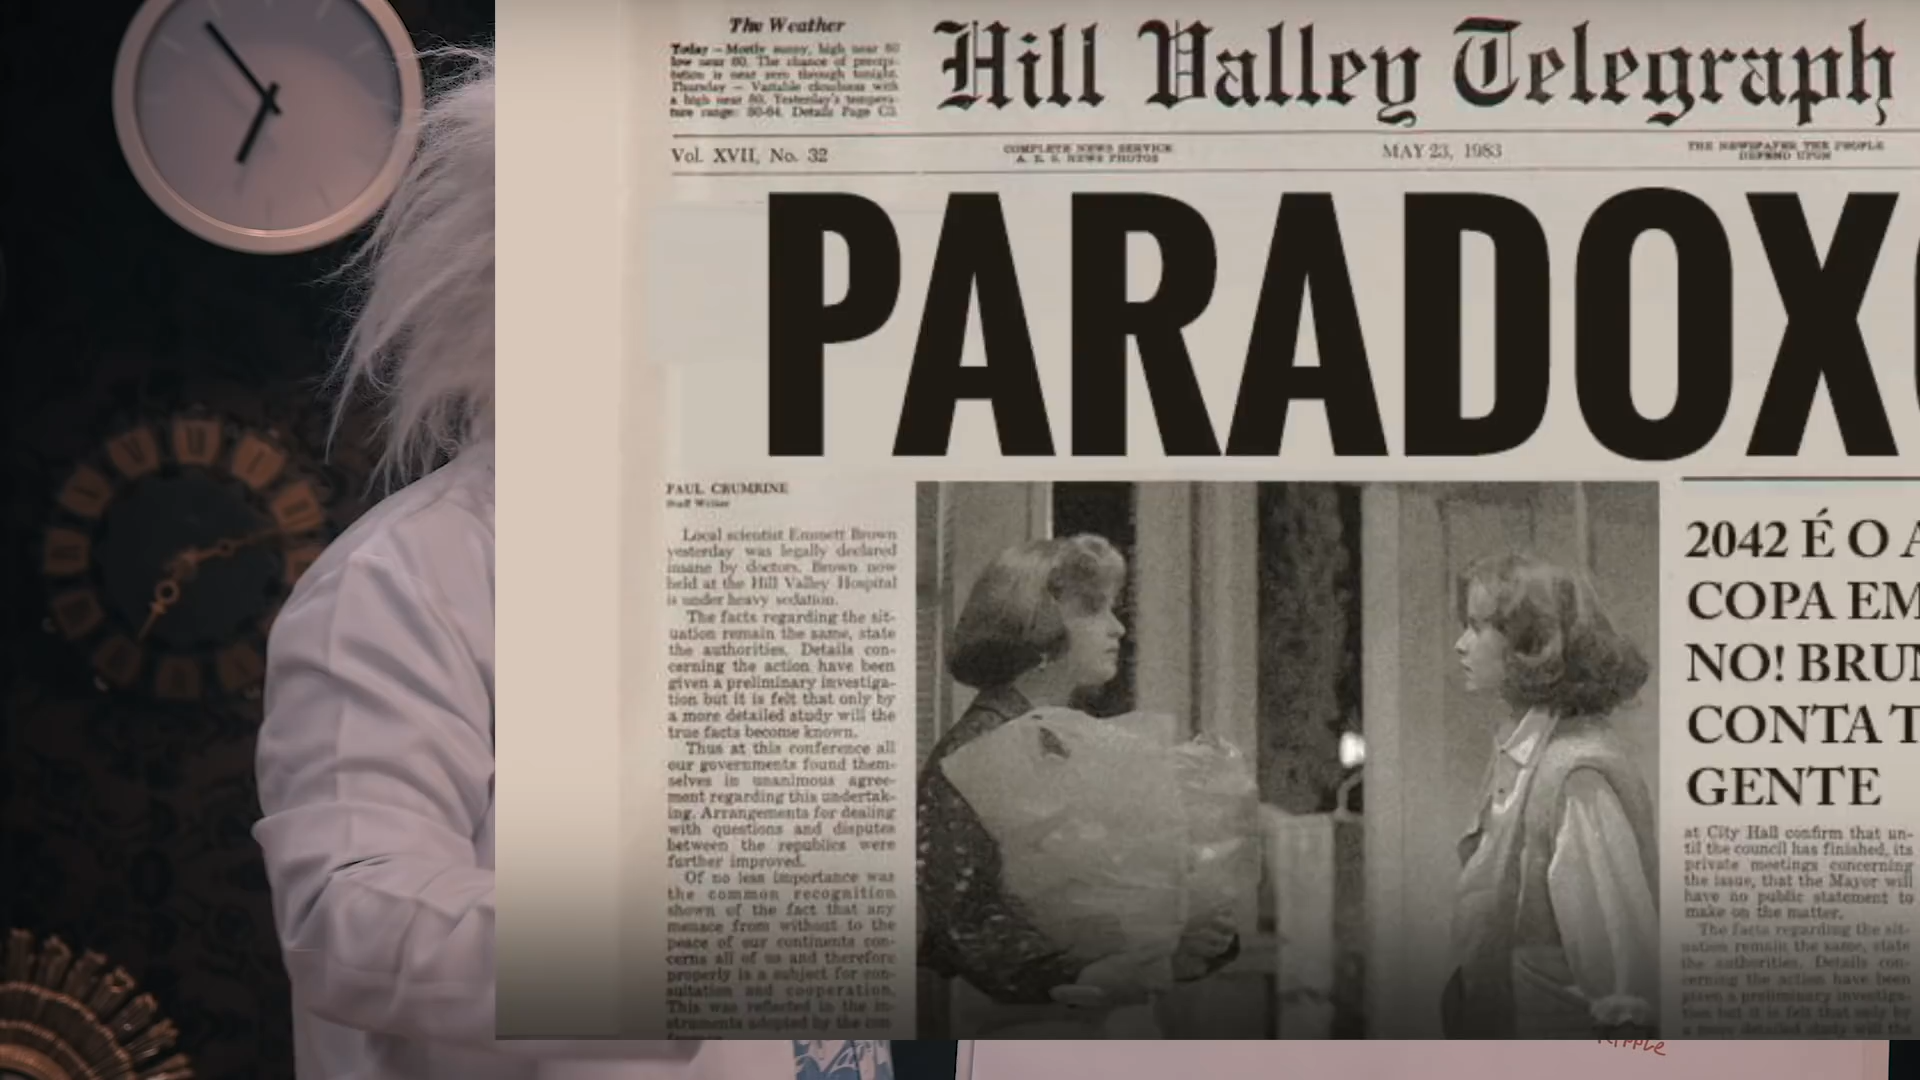 The Weather
Today – Mostly sunny, high near 80
low near 60. The chance of precipi-
tation is near zero through tonight.
Thursday – Variable cloudiness with
a high near 80. Yesterday's tempera-
ture range: 80-64. Details Page C3.
Hill Valley Telegraph
Vol. XVII, No. 32
COMPLETE NEWS SERVICE
NEWS PHOTOS
MAY 23, 1983
THE NEWSPAPER THE PEOPLE
DEPEND UPON
PARADOX
PAUL CRUMRINE
Staff Writer
Local scientist Emmett Brown
yesterday was legally declared
insane by doctors. Brown now
held at the Hill Valley Hospital
is under heavy sedation.
The facts regarding the sit-
uation remain the same, state
the authorities. Details con-
cerning the action have been
given a preliminary investiga-
tion but it is felt that only by
a more detailed study will the
true facts become known.
Thus at this conference all
our governments found them-
selves in unanimous agree-
ment regarding this undertak-
ing. Arrangements for dealing
with questions and disputes
between the republics were
further improved.
Of no less importance was
the common recognition
shown of the fact that any
menace from without to the
peace of our continents con-
cerns all of us and therefore
properly is a subject for con-
sultation and cooperation.
This was reflected in the in-
struments adopted by the con-
2042 É O A
COPA EM
NO! BRUN
CONTA T
GENTE
at City Hall confirm that un-
til the council has finished, its
private meetings concerning
the issue, that the Mayor will
have no public statement to
make on the matter.
The facts regarding the sit-
uation remain the same, state
the authorities. Details con-
cerning the action have been
given a preliminary investiga-
tion but it is felt that only by
a more detailed study will the